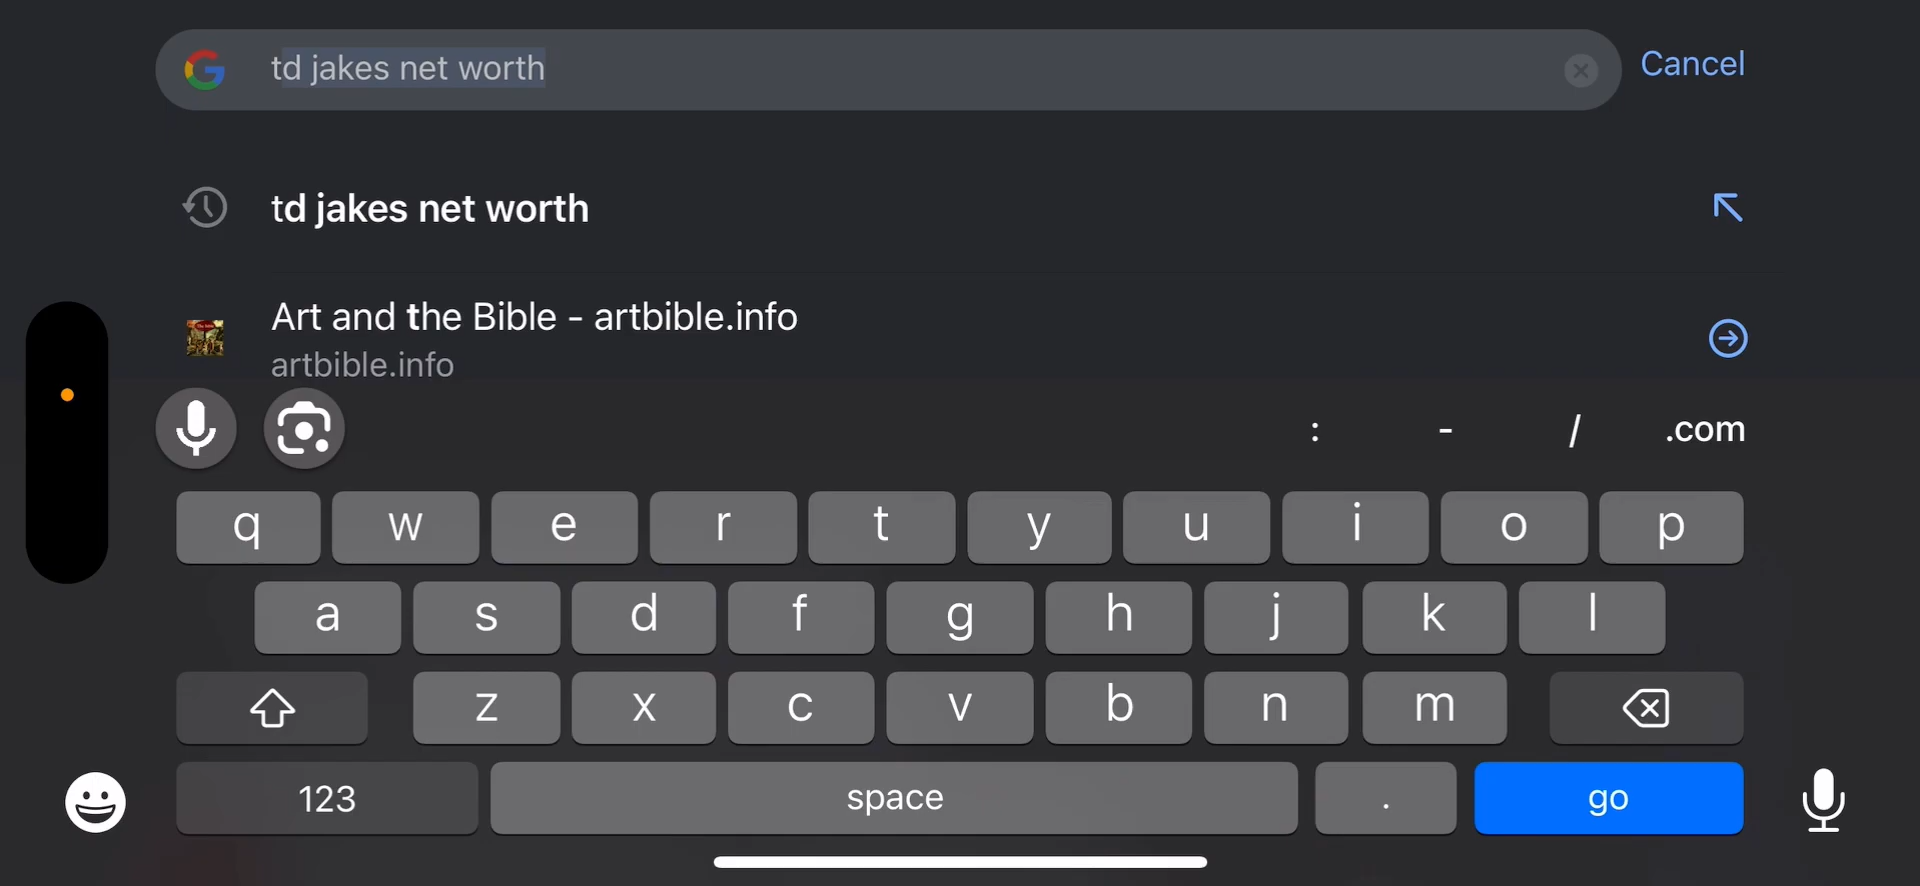 td jakes net worth
Cancel
td jakes net worth
Art and the Bible - artbible.info
artbible.info
: - / .com
q w e r t y u i o p
a s d f g h j k l
z x c v b n m
123 space . go